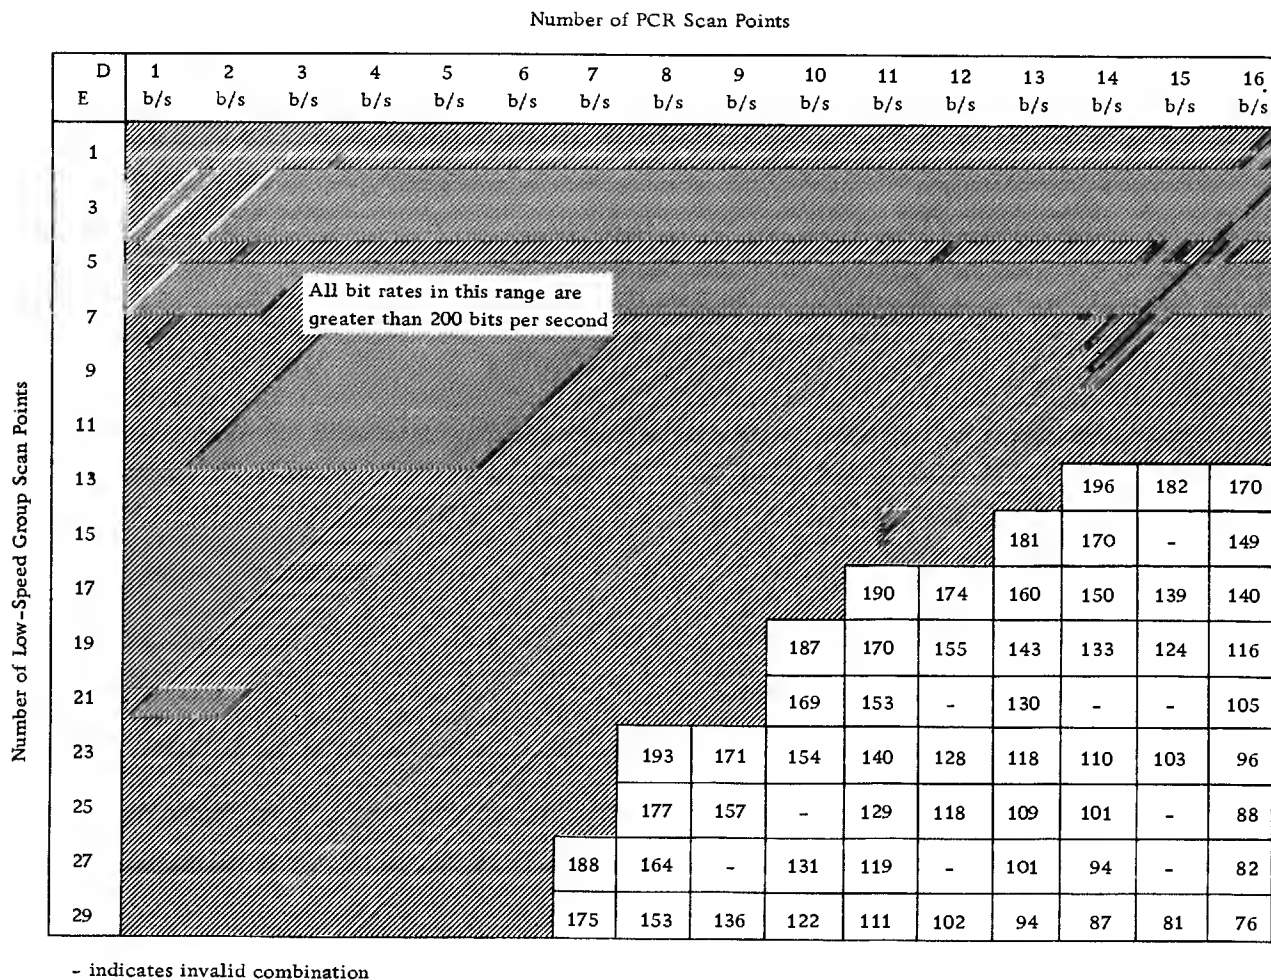 Number of PCR Scan Points
D 1 2 3 4 5 6 7 8 9 10 11 12 13 14 15 16
E b/s b/s b/s b/s b/s b/s b/s b/s b/s b/s b/s b/s b/s b/s b/s b/s
Number of Low-Speed Group Scan Points
1
3
5
All bit rates in this range are
greater than 200 bits per second
7
9
11
13 196 182 170
15 181 170 - 149
17 190 174 160 150 139 140
19 187 170 155 143 133 124 116
21 169 153 - 130 - - 105
23 193 171 154 140 128 118 110 103 96
25 177 157 - 129 118 109 101 - 88
27 188 164 - 131 119 - 101 94 - 82
29 175 153 136 122 111 102 94 87 81 76
- indicates invalid combination